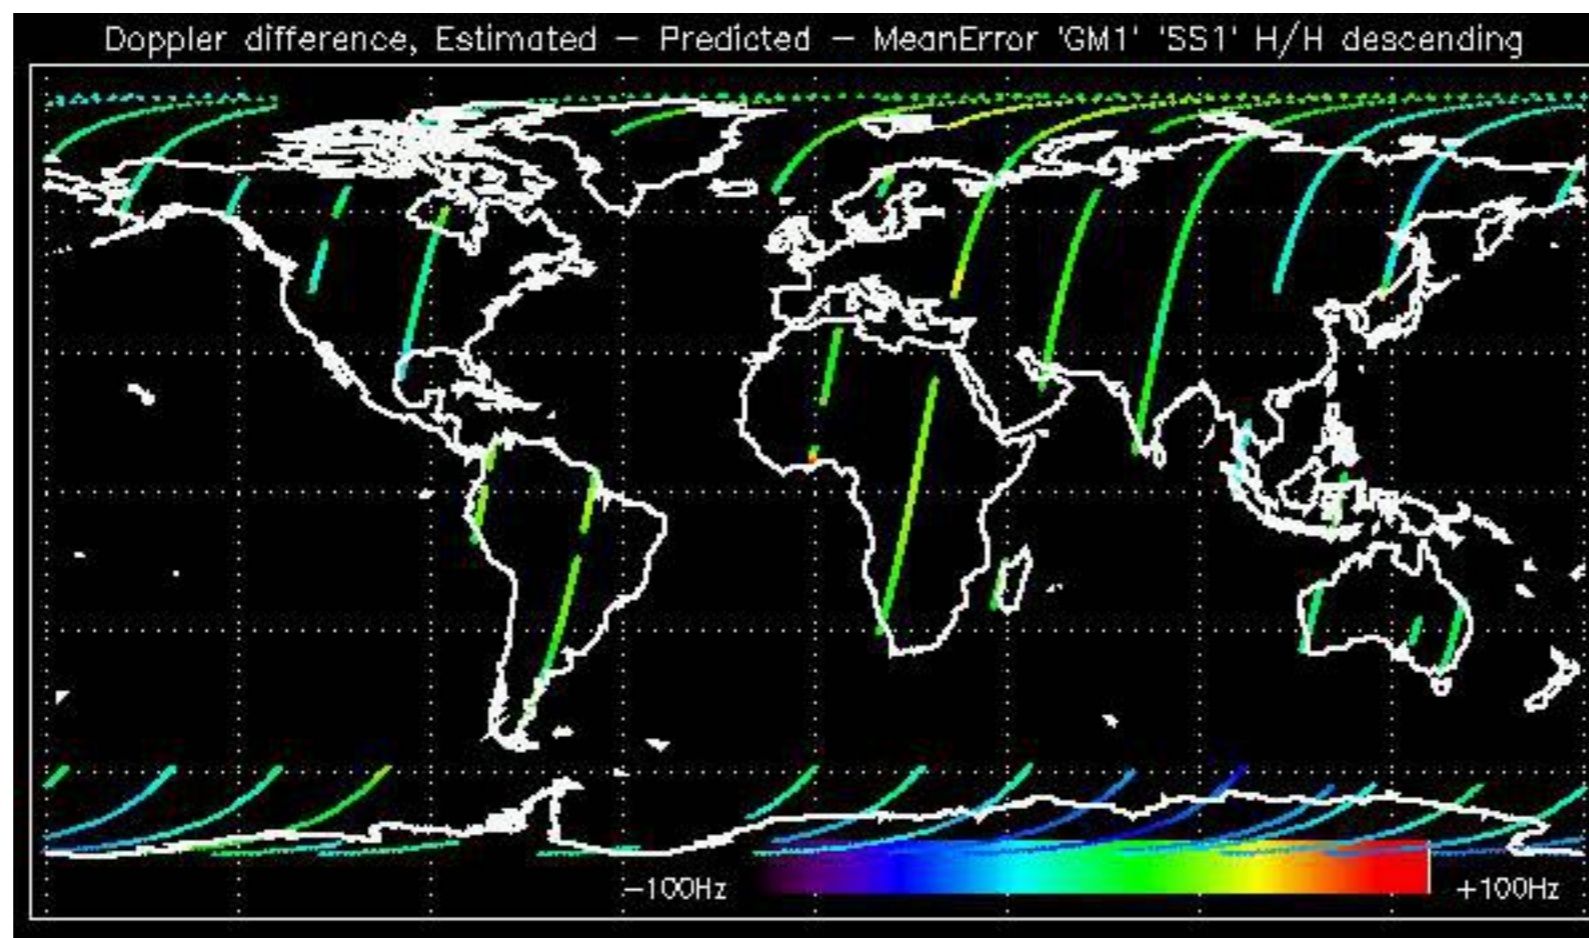 Doppler difference, Estimated – Predicted – MeanError 'GM1' 'SS1' H/H descending
–100Hz
+100Hz